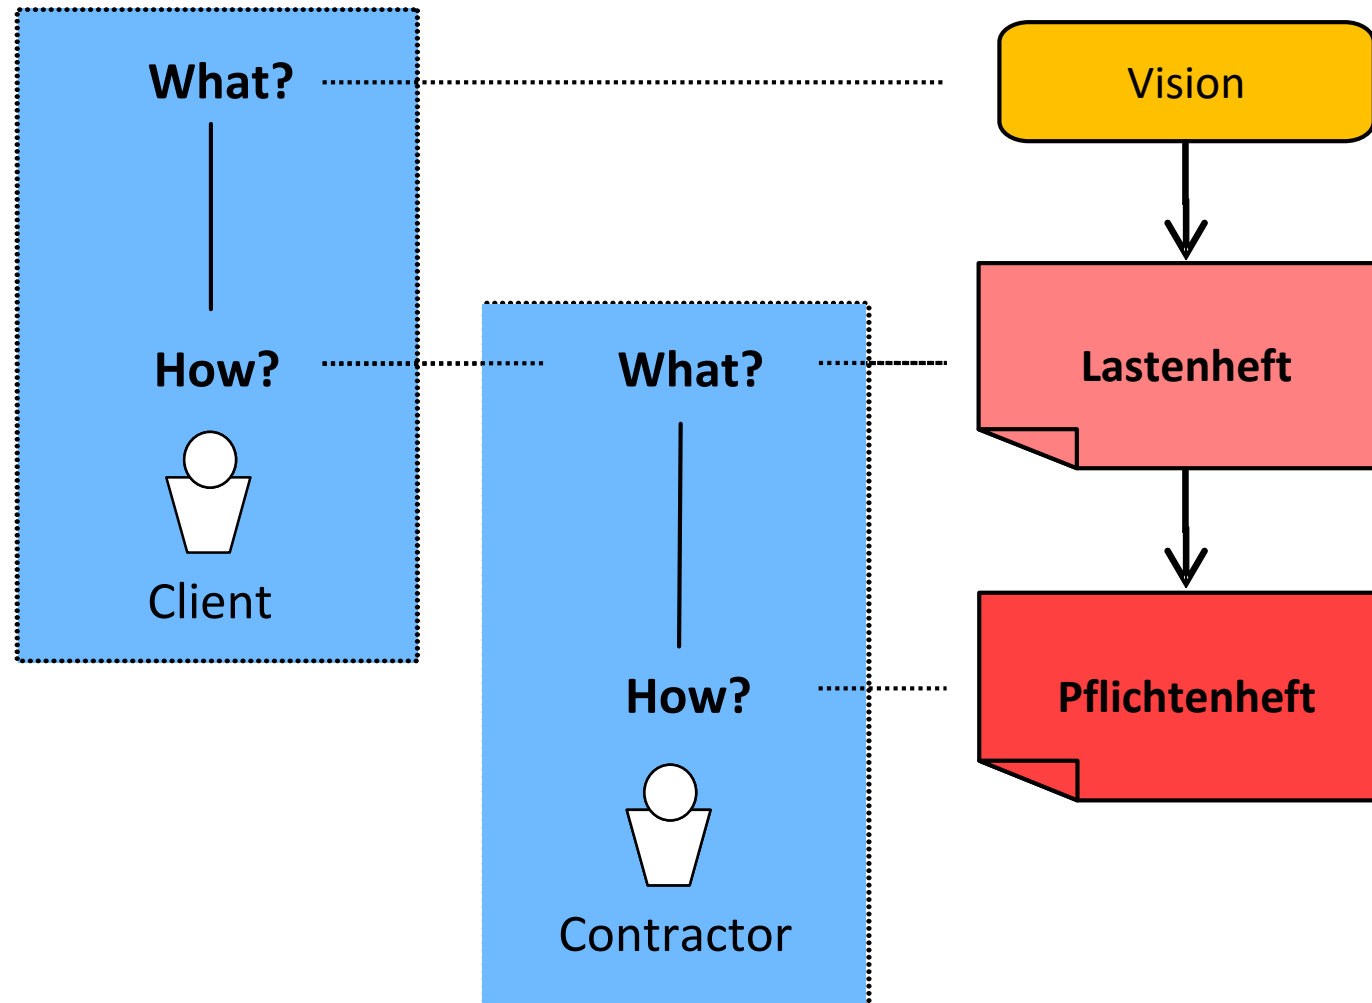 What?
Vision
How?
What?
Lastenheft
Client
How?
Pflichtenheft
Contractor